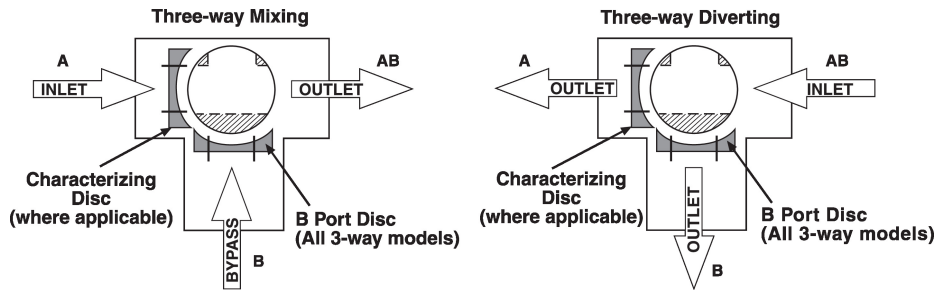 Three-way Mixing
A
INLET
AB
OUTLET
Characterizing
Disc
(where applicable)
BYPASS
B
B Port Disc
(All 3-way models)
Three-way Diverting
A
OUTLET
AB
INLET
Characterizing
Disc
(where applicable)
OUTLET
B
B Port Disc
(All 3-way models)